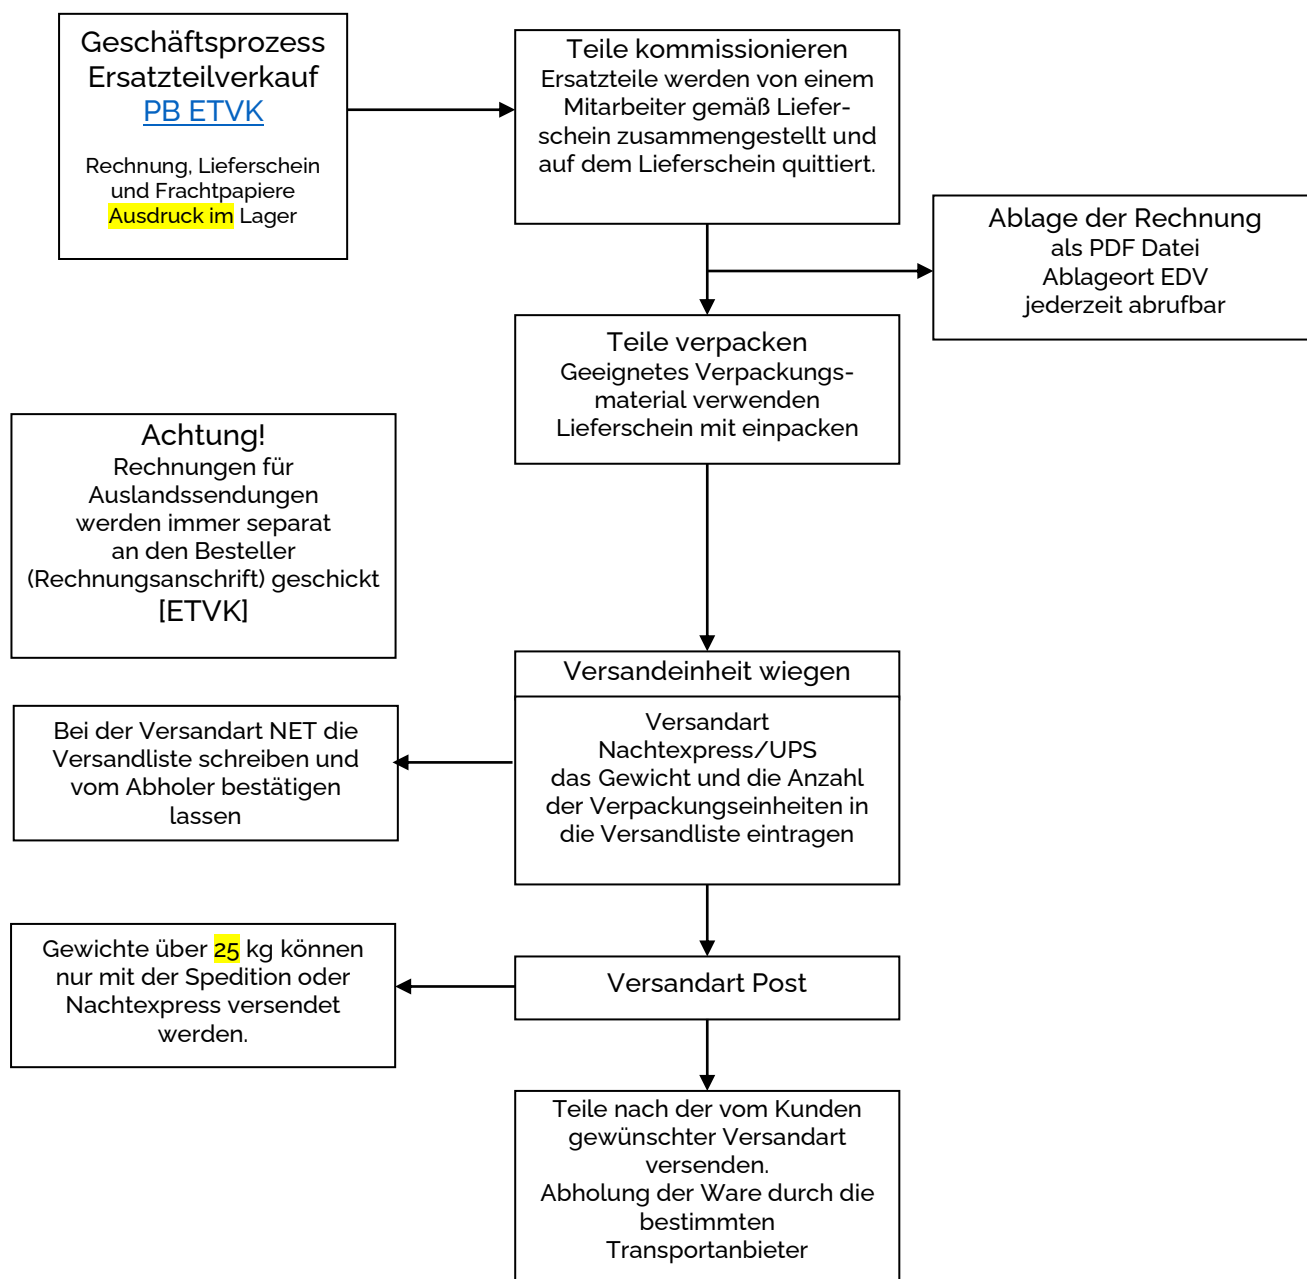 Geschäftsprozess
Ersatzteilverkauf
PB ETVK
Rechnung, Lieferschein
und Frachtpapiere
Ausdruck im Lager
Teile kommissionieren
Ersatzteile werden von einem
Mitarbeiter gemäß Liefer-
schein zusammengestellt und
auf dem Lieferschein quittiert.
Ablage der Rechnung
als PDF Datei
Ablageort EDV
jederzeit abrufbar
Teile verpacken
Geeignetes Verpackungs-
material verwenden
Lieferschein mit einpacken
Achtung!
Rechnungen für
Auslandssendungen
werden immer separat
an den Besteller
(Rechnungsanschrift) geschickt
[ETVK]
Versandeinheit wiegen
Versandart
Nachtexpress/UPS
das Gewicht und die Anzahl
der Verpackungseinheiten in
die Versandliste eintragen
Bei der Versandart NET die
Versandliste schreiben und
vom Abholer bestätigen
lassen
Gewichte über 25 kg können
nur mit der Spedition oder
Nachtexpress versendet
werden.
Versandart Post
Teile nach der vom Kunden
gewünschter Versandart
versenden.
Abholung der Ware durch die
bestimmten
Transportanbieter